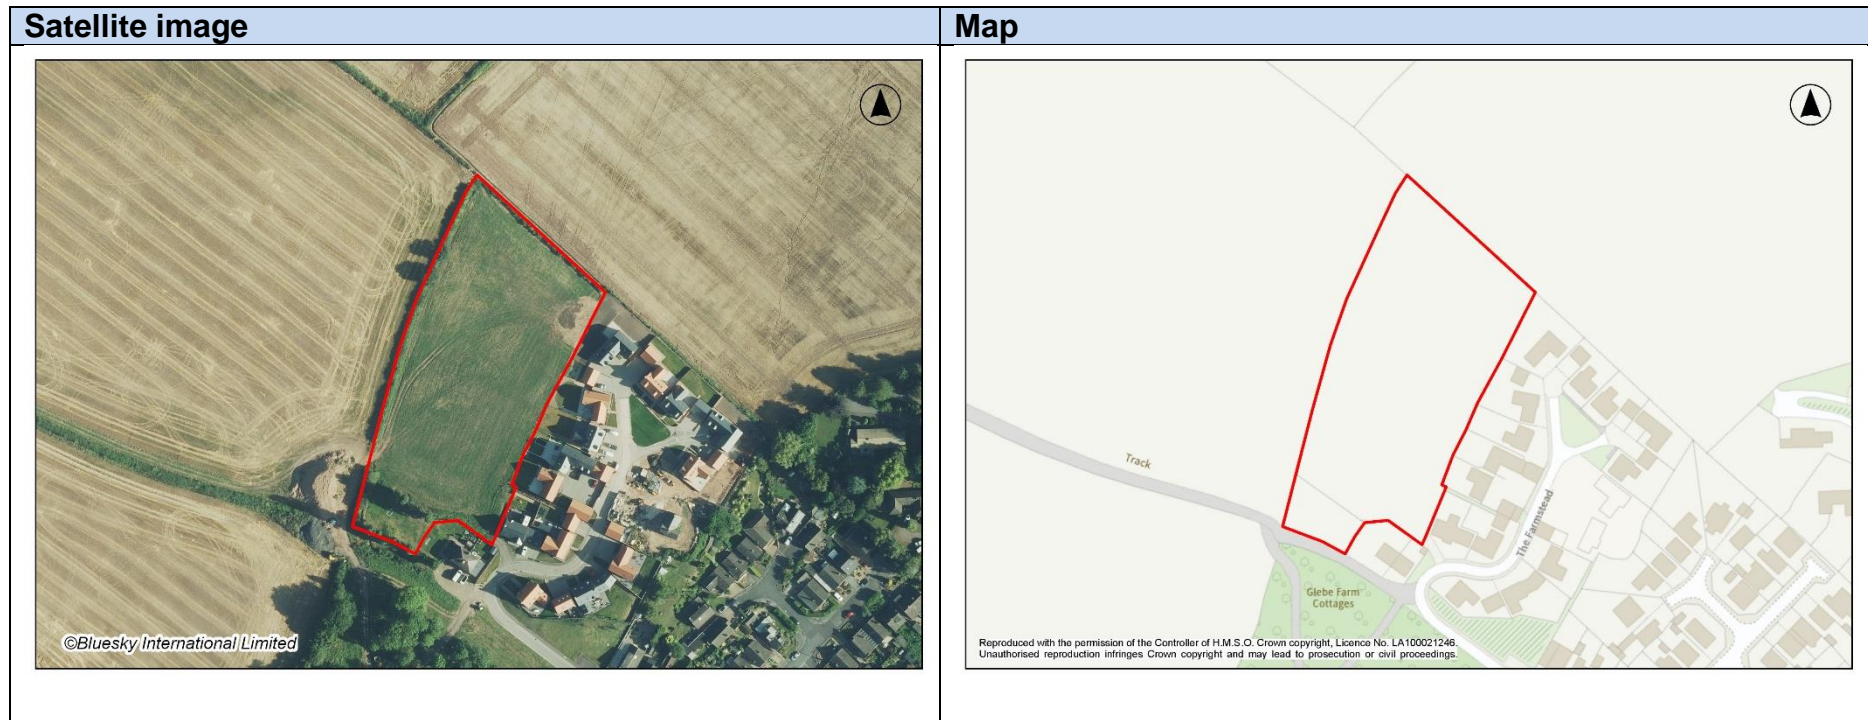 Satellite image
Map
©Bluesky International Limited
Track
The Farmstead
Glebe Farm
Cottages
Reproduced with the permission of the Controller of H.M.S.O. Crown copyright, Licence No. LA100021246.
Unauthorised reproduction infringes Crown copyright and may lead to prosecution or civil proceedings.